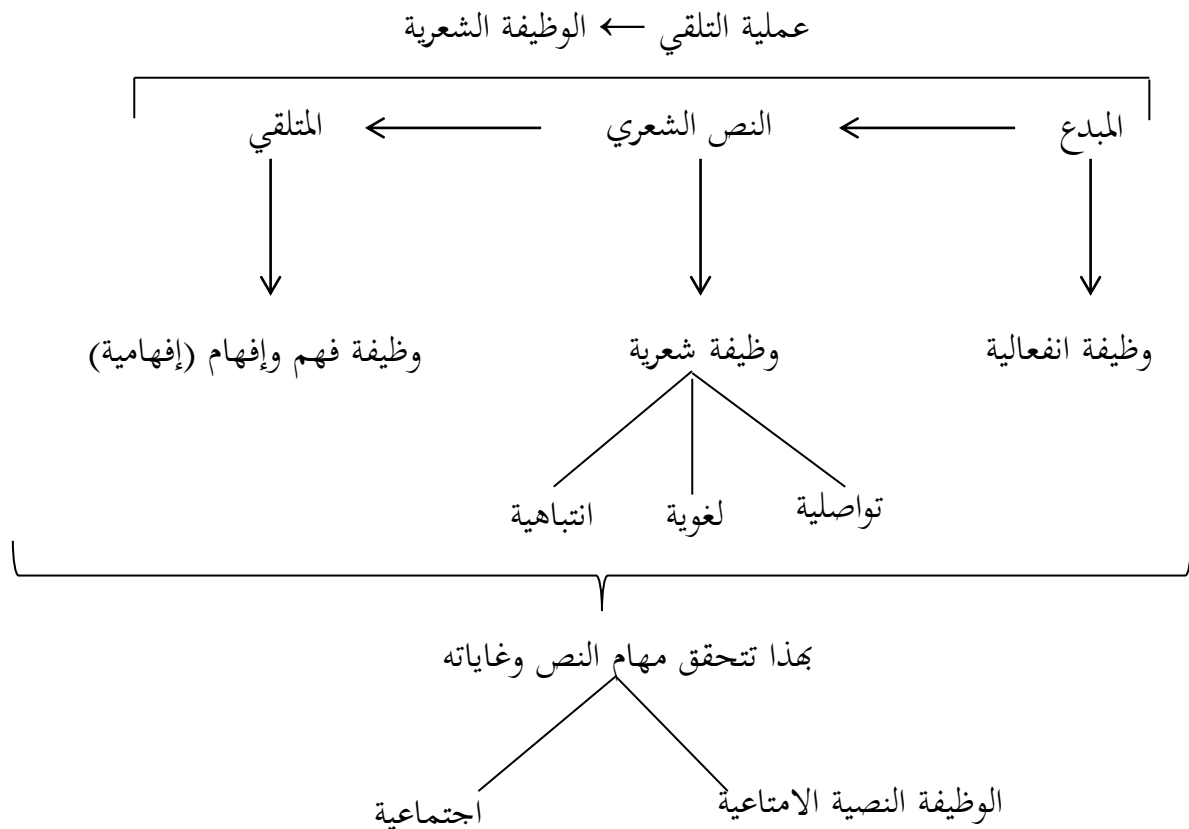 عملية التلقي ← الوظيفة الشعرية
المبدع ← النص الشعري ← المتلقي
وظيفة انفعالية وظيفة شعرية وظيفة فهم وإفهام (إفهامية)
تواصلية لغوية انتباهية
بهذا تتحقق مهام النص وغاياته
الوظيفة النصية الامتاعية اجتماعية